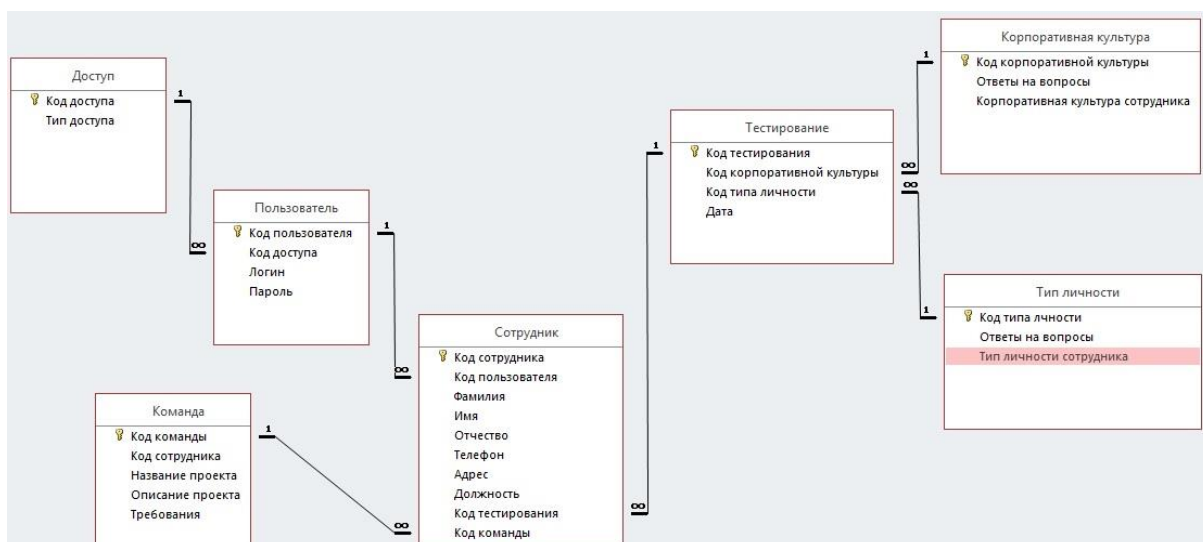 Доступ
Код доступа
Тип доступа
1
∞
Пользователь
Код пользователя
Код доступа
Логин
Пароль
1
∞
Команда
Код команды
Код сотрудника
Название проекта
Описание проекта
Требования
1
∞
Сотрудник
Код сотрудника
Код пользователя
Фамилия
Имя
Отчество
Телефон
Адрес
Должность
Код тестирования
Код команды
∞
1
Тестирование
Код тестирования
Код корпоративной культуры
Код типа личности
Дата
∞
∞
1
Корпоративная культура
Код корпоративной культуры
Ответы на вопросы
Корпоративная культура сотрудника
1
Тип личности
Код типа лчности
Ответы на вопросы
Тип личности сотрудника